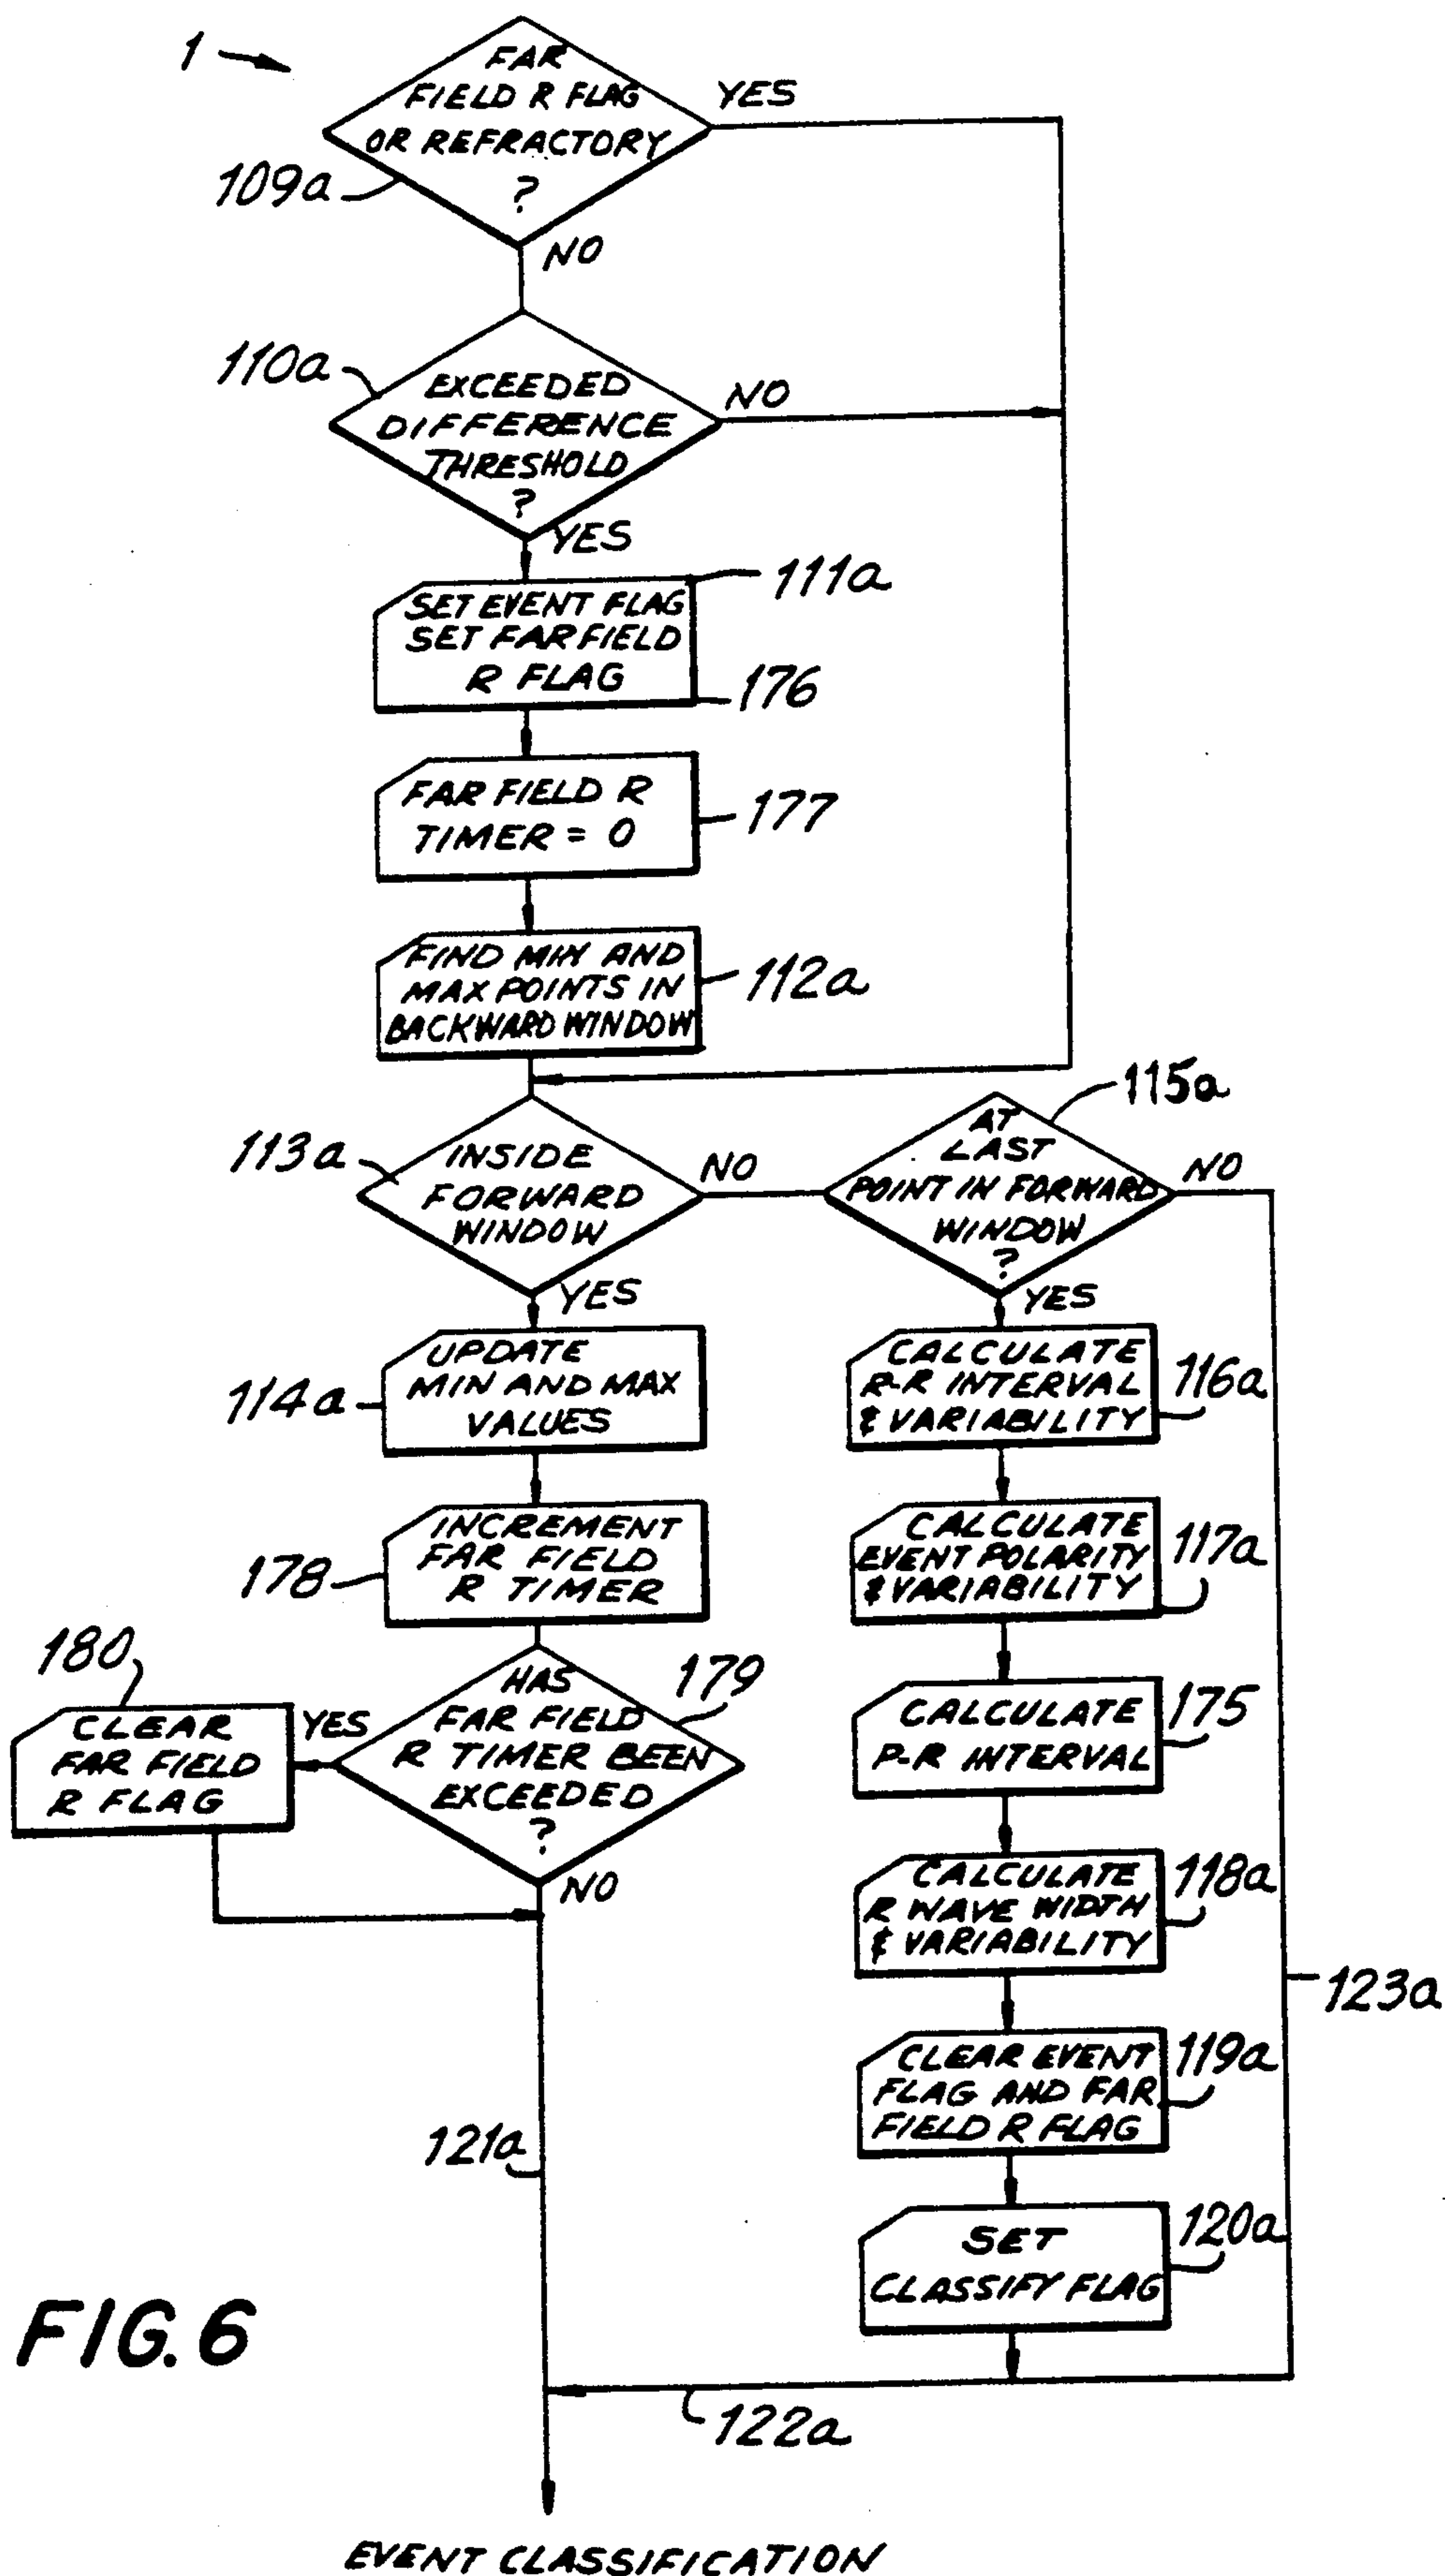 1
FAR
FIELD R FLAG
OR REFRACTORY
?
YES
109a
NO
110a
EXCEEDED
DIFFERENCE
THRESHOLD
?
NO
YES
111a
SET EVENT FLAG
SET FAR FIELD
R FLAG
176
FAR FIELD R
TIMER = 0
177
FIND MIN AND
MAX POINTS IN
BACKWARD WINDOW
112a
113a
INSIDE
FORWARD
WINDOW
NO
YES
115a
AT
LAST
POINT IN FORWARD
WINDOW
?
NO
YES
114a
UPDATE
MIN AND MAX
VALUES
178
INCREMENT
FAR FIELD
R TIMER
179
HAS
FAR FIELD
R TIMER BEEN
EXCEEDED
?
YES
NO
180
CLEAR
FAR FIELD
R FLAG
121a
CALCULATE
R-R INTERVAL
& VARIABILITY
116a
CALCULATE
EVENT POLARITY
& VARIABILITY
117a
CALCULATE
P-R INTERVAL
175
CALCULATE
R WAVE WIDTH
& VARIABILITY
118a
CLEAR EVENT
FLAG AND FAR
FIELD R FLAG
119a
SET
CLASSIFY FLAG
120a
123a
122a
FIG. 6
EVENT CLASSIFICATION